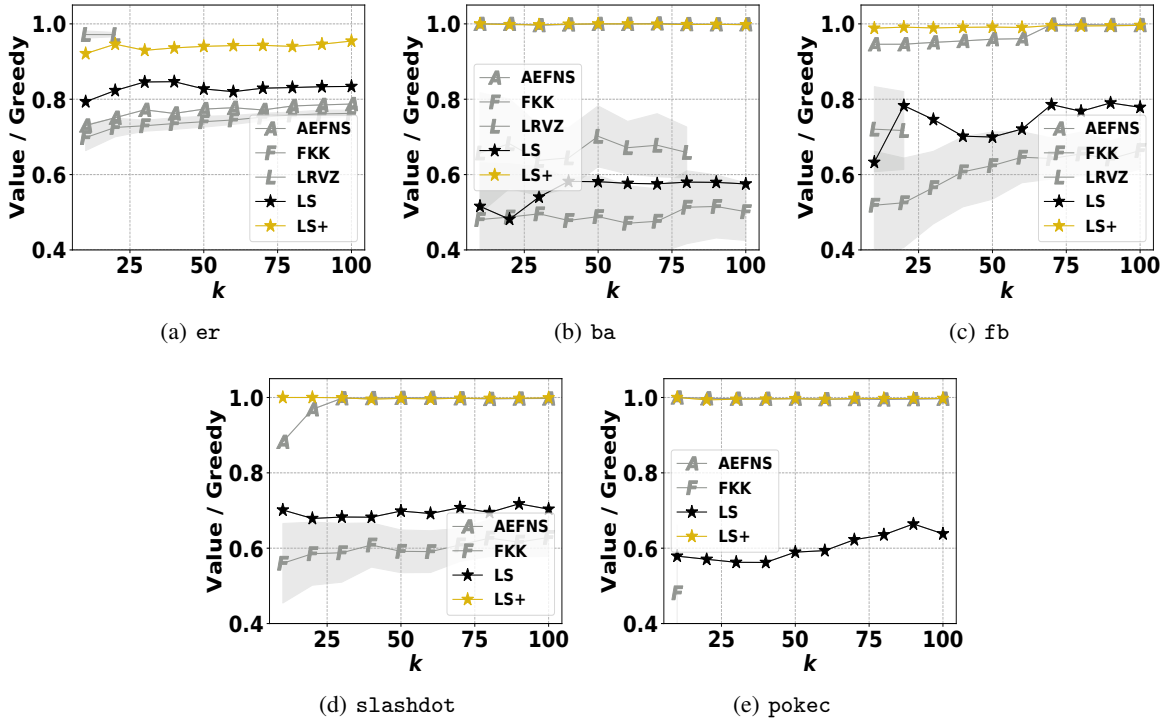 1.0
0.8
0.6
0.4
Value / Greedy
25 50 75 100
k
AEFNS
FKK
LRVZ
LS
LS+
(a) er
1.0
0.8
0.6
0.4
Value / Greedy
25 50 75 100
k
AEFNS
FKK
LRVZ
LS
LS+
(b) ba
1.0
0.8
0.6
0.4
Value / Greedy
25 50 75 100
k
AEFNS
FKK
LRVZ
LS
LS+
(c) fb
1.0
0.8
0.6
0.4
Value / Greedy
25 50 75 100
k
AEFNS
FKK
LS
LS+
(d) slashdot
1.0
0.8
0.6
0.4
Value / Greedy
25 50 75 100
k
AEFNS
FKK
LS
LS+
(e) pokec